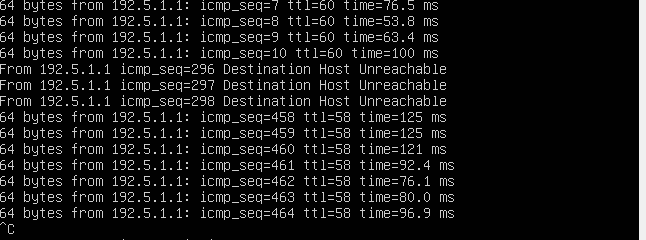 64 bytes from 192.5.1.1: icmp_seq=7 ttl=60 time=76.5 ms
64 bytes from 192.5.1.1: icmp_seq=8 ttl=60 time=53.8 ms
64 bytes from 192.5.1.1: icmp_seq=9 ttl=60 time=63.4 ms
64 bytes from 192.5.1.1: icmp_seq=10 ttl=60 time=100 ms
From 192.5.1.1 icmp_seq=296 Destination Host Unreachable
From 192.5.1.1 icmp_seq=297 Destination Host Unreachable
From 192.5.1.1 icmp_seq=298 Destination Host Unreachable
64 bytes from 192.5.1.1: icmp_seq=458 ttl=58 time=125 ms
64 bytes from 192.5.1.1: icmp_seq=459 ttl=58 time=125 ms
64 bytes from 192.5.1.1: icmp_seq=460 ttl=58 time=121 ms
64 bytes from 192.5.1.1: icmp_seq=461 ttl=58 time=92.4 ms
64 bytes from 192.5.1.1: icmp_seq=462 ttl=58 time=76.1 ms
64 bytes from 192.5.1.1: icmp_seq=463 ttl=58 time=80.0 ms
64 bytes from 192.5.1.1: icmp_seq=464 ttl=58 time=96.9 ms
^C